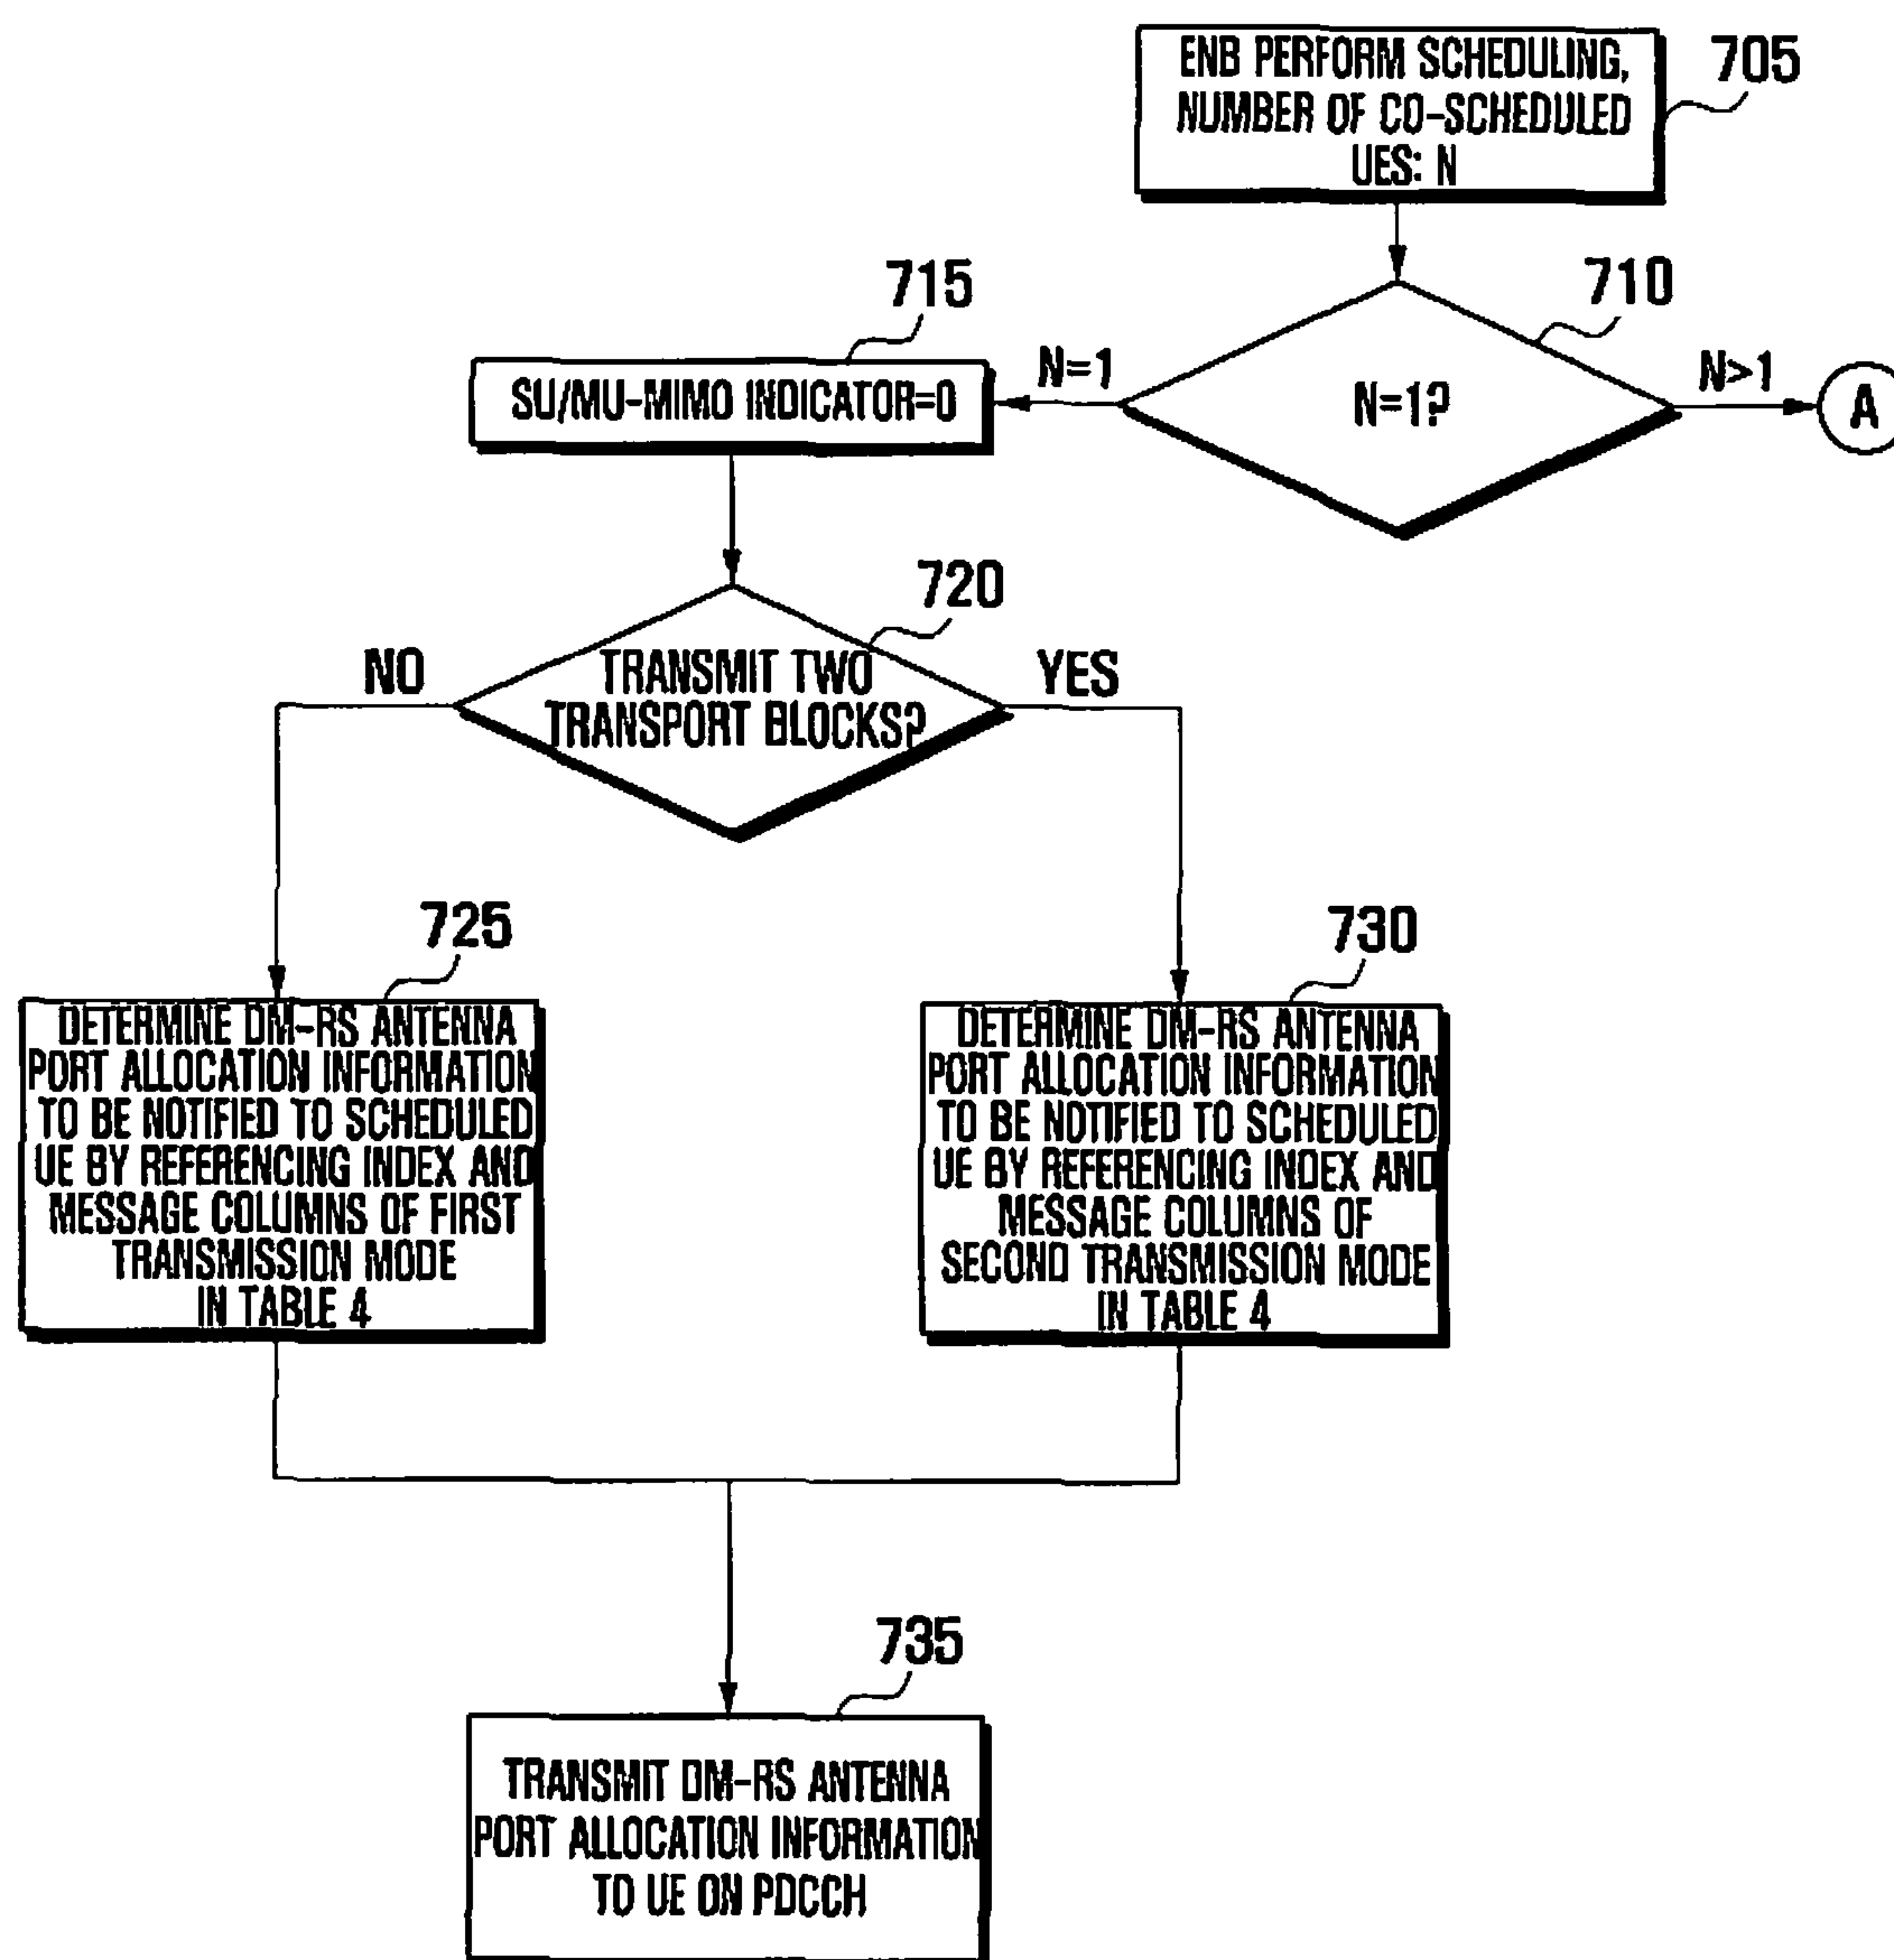 ENB PERFORM SCHEDULING,
NUMBER OF CO-SCHEDULED
UES: N
705
710
N=1?
N=1
N>1
A
715
SU/MU-MIMO INDICATOR=0
720
TRANSMIT TWO
TRANSPORT BLOCKS?
NO
YES
725
DETERMINE DM-RS ANTENNA
PORT ALLOCATION INFORMATION
TO BE NOTIFIED TO SCHEDULED
UE BY REFERENCING INDEX AND
MESSAGE COLUMNS OF FIRST
TRANSMISSION MODE
IN TABLE 4
730
DETERMINE DM-RS ANTENNA
PORT ALLOCATION INFORMATION
TO BE NOTIFIED TO SCHEDULED
UE BY REFERENCING INDEX AND
MESSAGE COLUMNS OF
SECOND TRANSMISSION MODE
IN TABLE 4
735
TRANSMIT DM-RS ANTENNA
PORT ALLOCATION INFORMATION
TO UE ON PDCCH